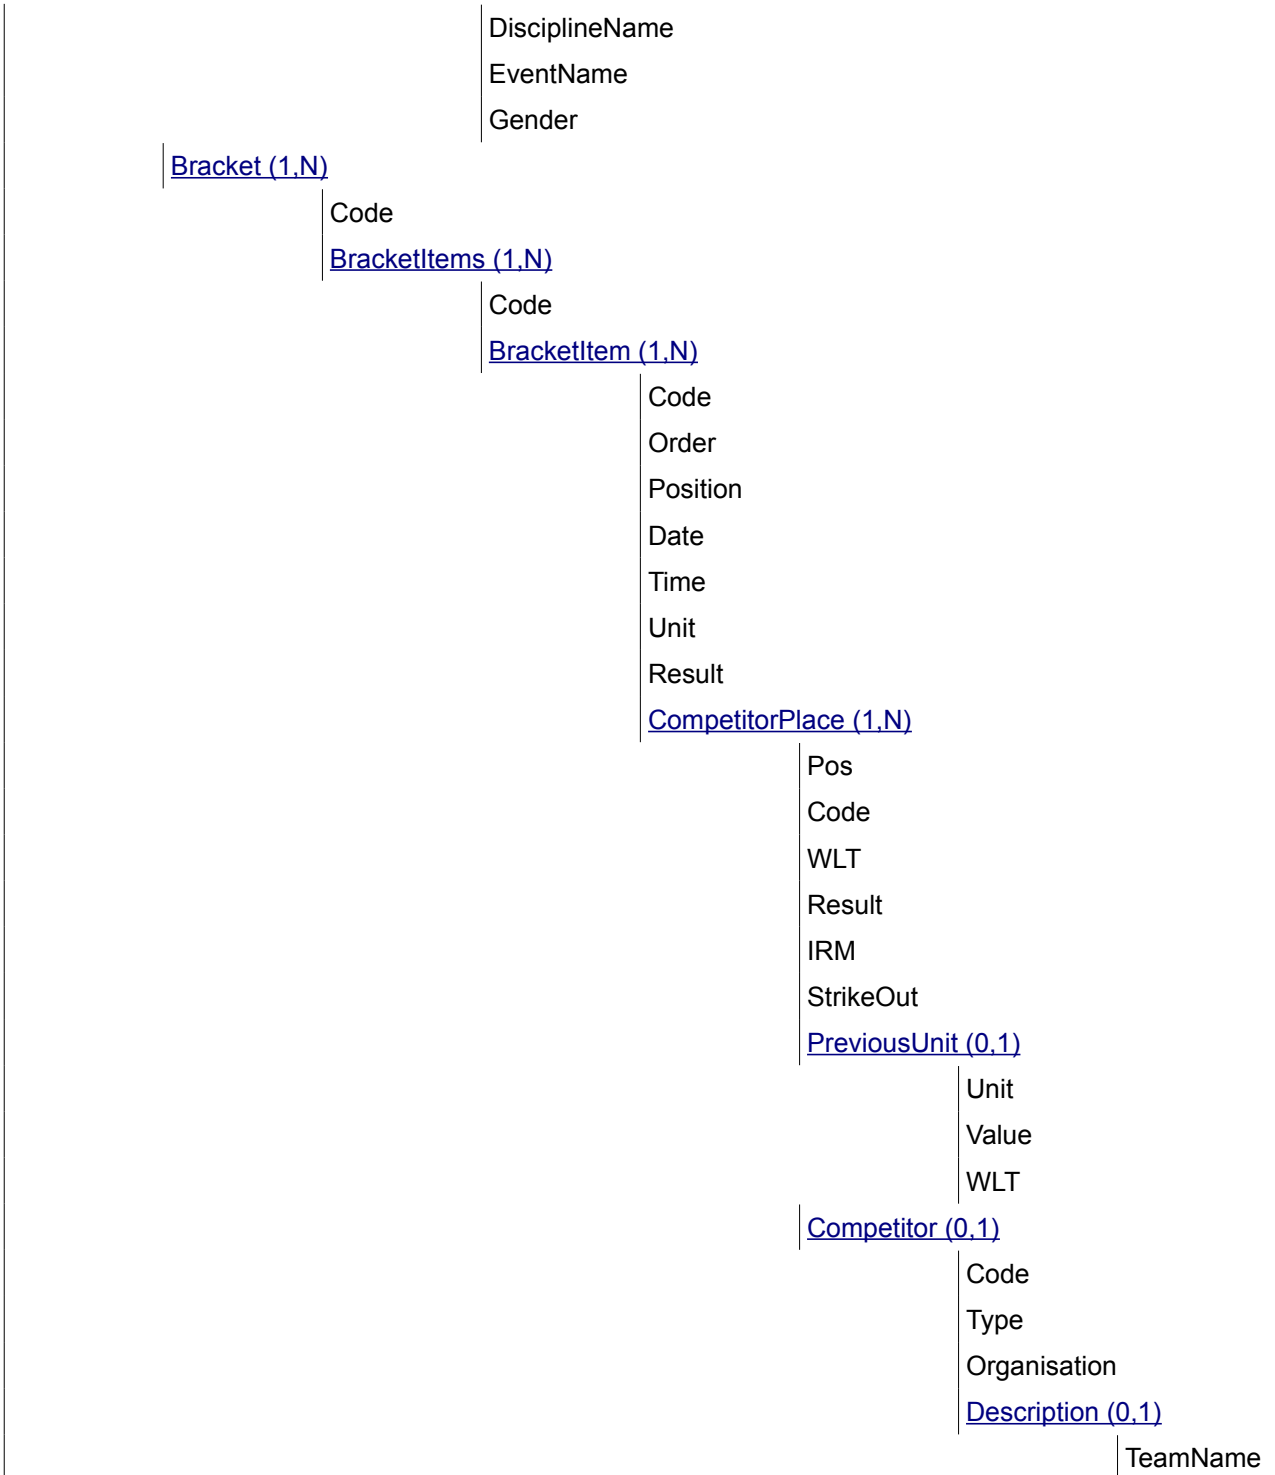 DisciplineName
EventName
Gender
Bracket (1,N)
Code
BracketItems (1,N)
Code
BracketItem (1,N)
Code
Order
Position
Date
Time
Unit
Result
CompetitorPlace (1,N)
Pos
Code
WLT
Result
IRM
StrikeOut
PreviousUnit (0,1)
Unit
Value
WLT
Competitor (0,1)
Code
Type
Organisation
Description (0,1)
TeamName